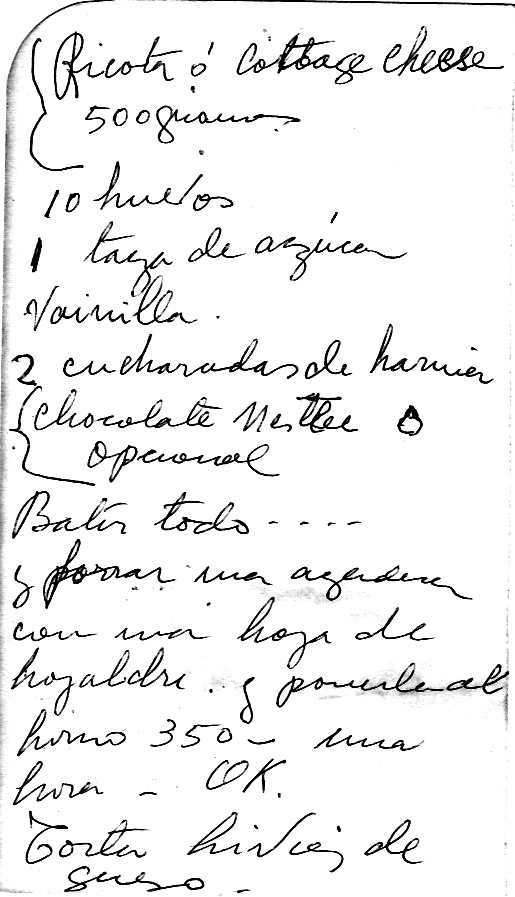 Ricota ó Cottage cheese
500 gramos
10 huevos
1 taza de azúcar
Vainilla.
2 cucharadas de harina
Chocolate Nestlee O
opcional
Batir todo ----
y forrar una
con una hoja de
hojaldre. y ponerla al
horno 350 - una
hora - OK.
Torta de
queso -